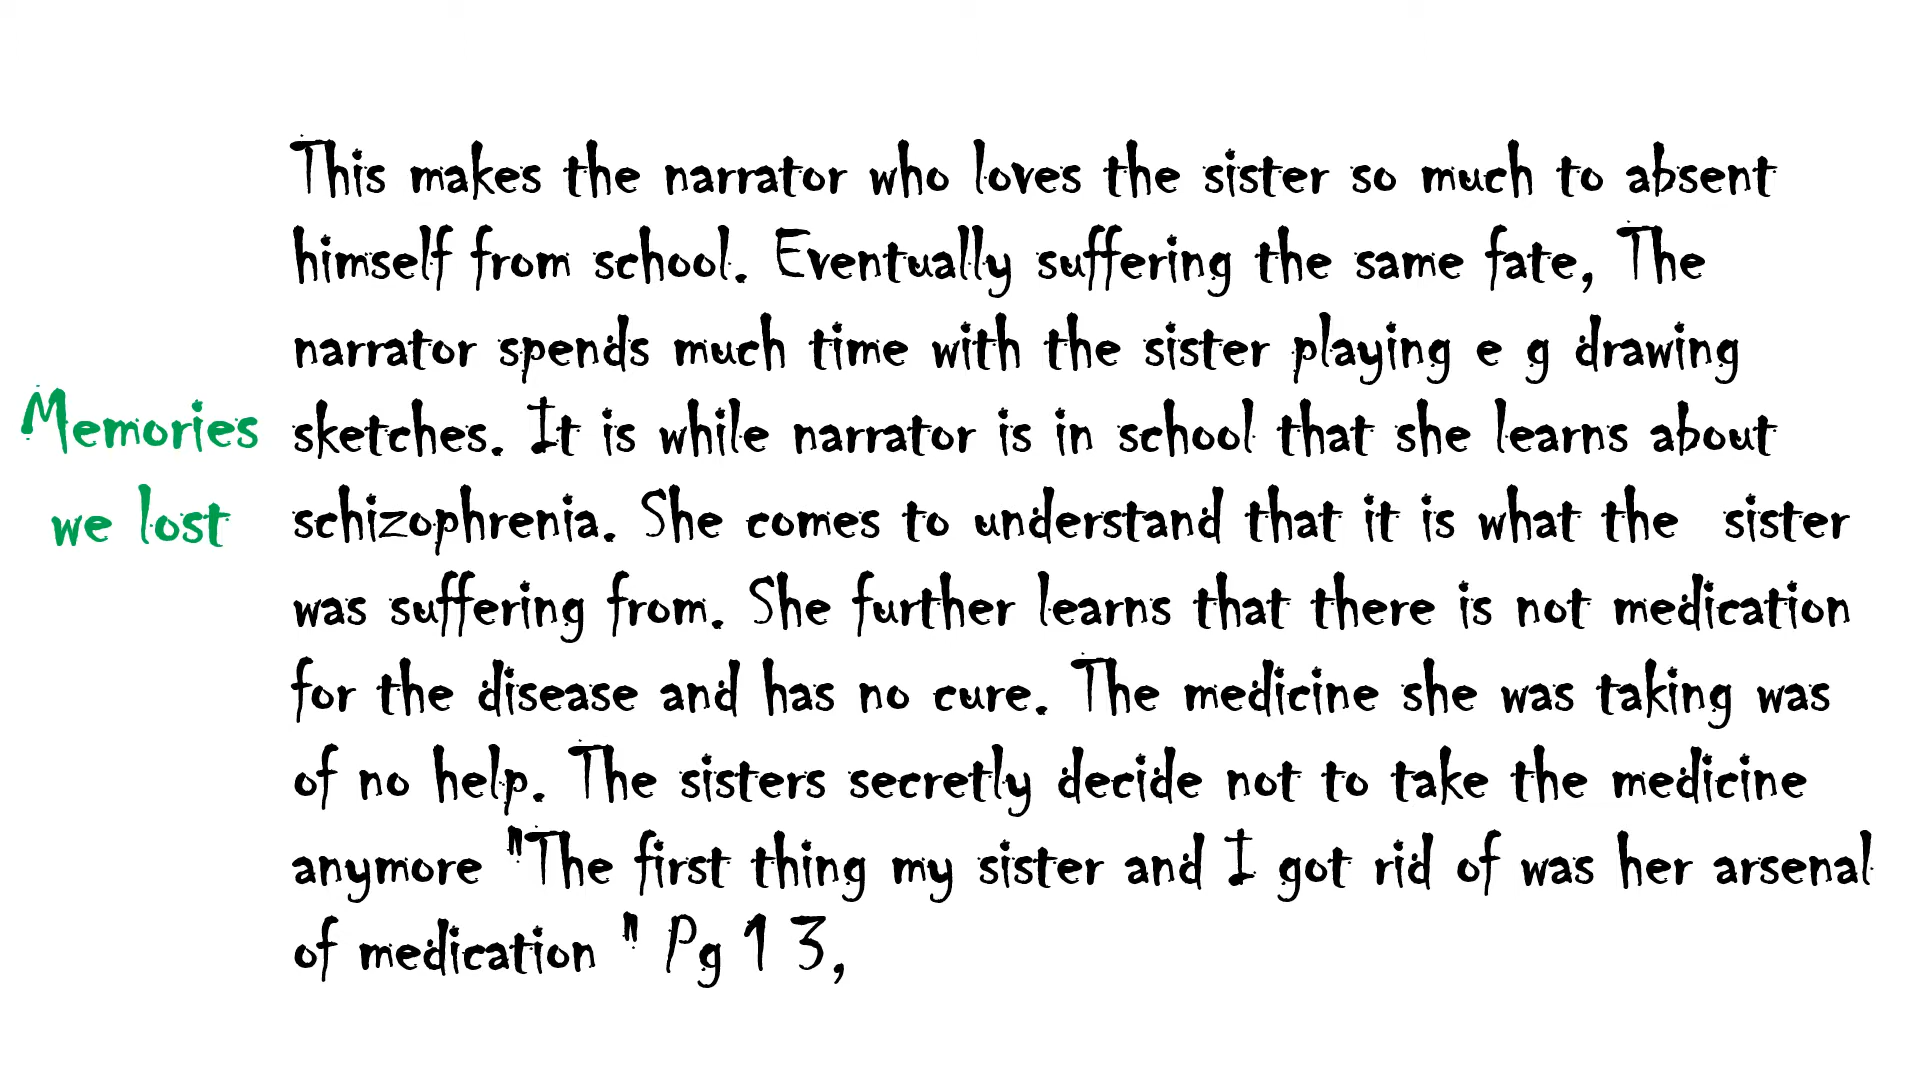 This makes the narrator who loves the sister so much to absent
himself from school. Eventually suffering the same fate, The
narrator spends much time with the sister playing e g drawing
Memories
sketches. It is while narrator is in school that she learns about
we lost
schizophrenia. She comes to understand that it is what the sister
was suffering from. She further learns that there is not medication
for the disease and has no cure. The medicine she was taking was
of no help. The sisters secretly decide not to take the medicine
anymore "The first thing my sister and I got rid of was her arsenal
of medication " Pg 1 3,